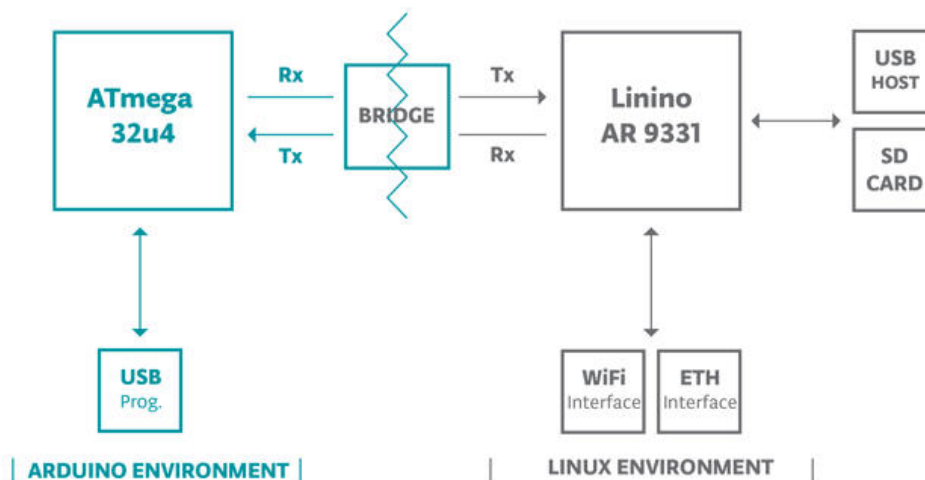 ATmega
32u4
Rx
Tx
BRIDGE
Tx
Rx
Linino
AR 9331
USB
HOST
SD
CARD
USB
Prog.
WiFi
Interface
ETH
Interface
ARDUINO ENVIRONMENT
LINUX ENVIRONMENT